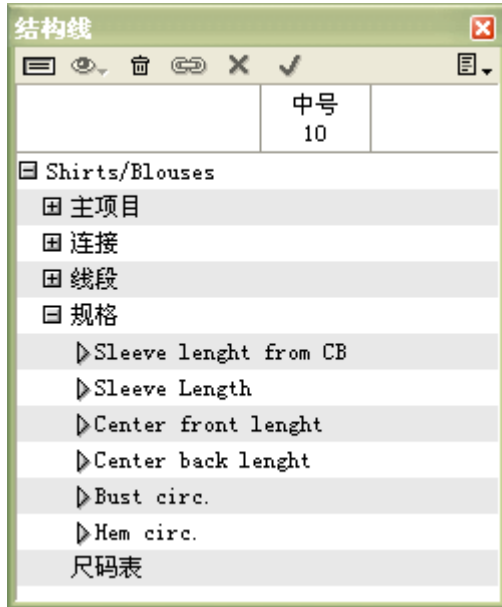 结构线
中号
10
Shirts/Blouses
主项目
连接
线段
规格
Sleeve lenght from CB
Sleeve Length
Center front lenght
Center back lenght
Bust circ.
Hem circ.
尺码表